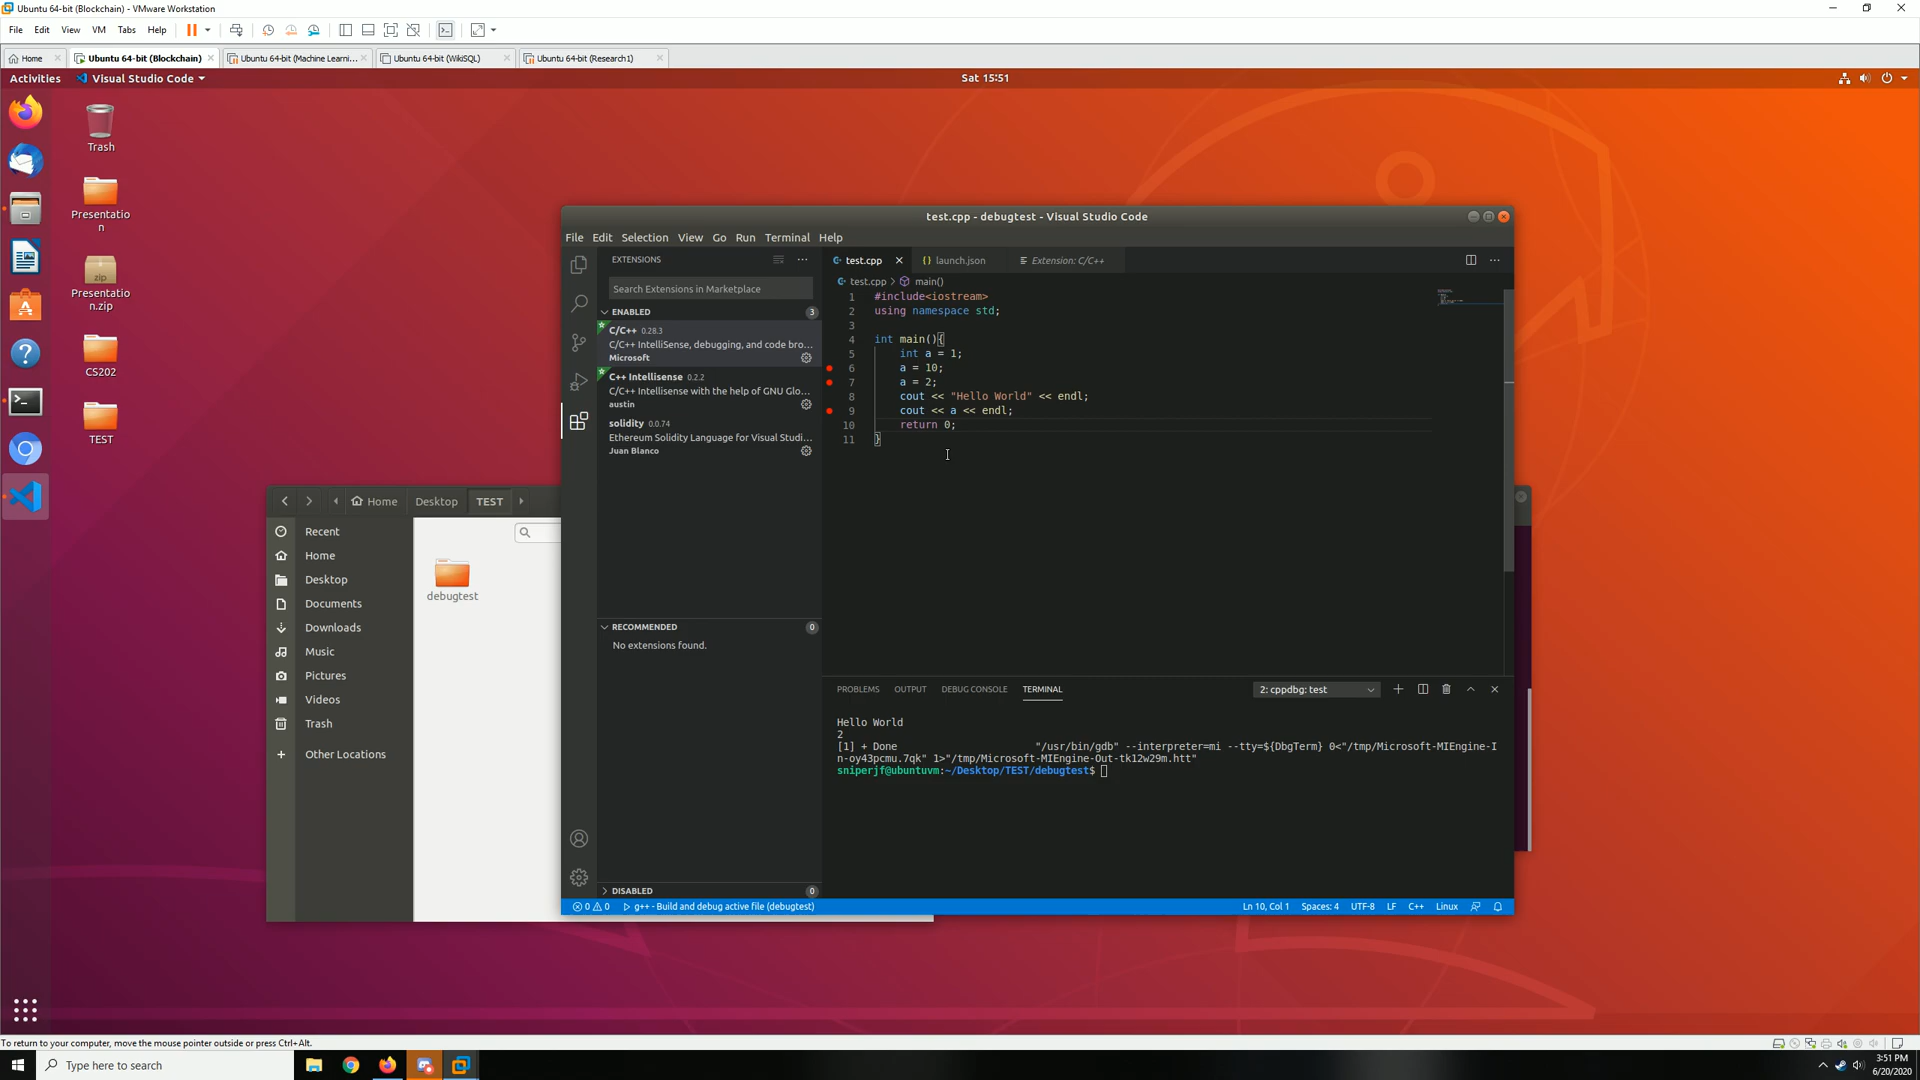 Ubuntu 64-bit (Blockchain) - VMware Workstation
File Edit View VM Tabs Help
Home
Ubuntu 64-bit (Blockchain)
Ubuntu 64-bit (Machine Learni...
Ubuntu 64-bit (WikiSQL)
Ubuntu 64-bit (Research1)
Activities
Visual Studio Code
Sat 15:51
Trash
Presentatio
n
zip
Presentatio
n.zip
CS202
TEST
Home
Desktop
TEST
Recent
Home
Desktop
Documents
Downloads
Music
Pictures
Videos
Trash
+ Other Locations
debugtest
test.cpp - debugtest - Visual Studio Code
File Edit Selection View Go Run Terminal Help
EXTENSIONS
Search Extensions in Marketplace
ENABLED 3
C/C++ 0.28.3
C/C++ IntelliSense, debugging, and code bro...
Microsoft
C++ Intellisense 0.2.2
C/C++ Intellisense with the help of GNU Glo...
austin
solidity 0.0.74
Ethereum Solidity Language for Visual Studi...
Juan Blanco
RECOMMENDED 0
No extensions found.
DISABLED 0
test.cpp
launch.json
Extension: C/C++
test.cpp > main()
1 #include<iostream>
2 using namespace std;
3
4 int main(){
5 int a = 1;
6 a = 10;
7 a = 2;
8 cout << "Hello World" << endl;
9 cout << a << endl;
10 return 0;
11 }
PROBLEMS OUTPUT DEBUG CONSOLE TERMINAL
2: cppdbg: test
Hello World
2
[1] + Done "/usr/bin/gdb" --interpreter=mi --tty=${DbgTerm} 0<"/tmp/Microsoft-MIEngine-I
n-oy43pcmu.7qk" 1>"/tmp/Microsoft-MIEngine-Out-tk12w29m.htt"
sniperjf@ubuntuvm:~/Desktop/TEST/debugtest$
0 0 g++ - Build and debug active file (debugtest)
Ln 10, Col 1 Spaces: 4 UTF-8 LF C++ Linux
To return to your computer, move the mouse pointer outside or press Ctrl+Alt.
Type here to search
3:51 PM
6/20/2020